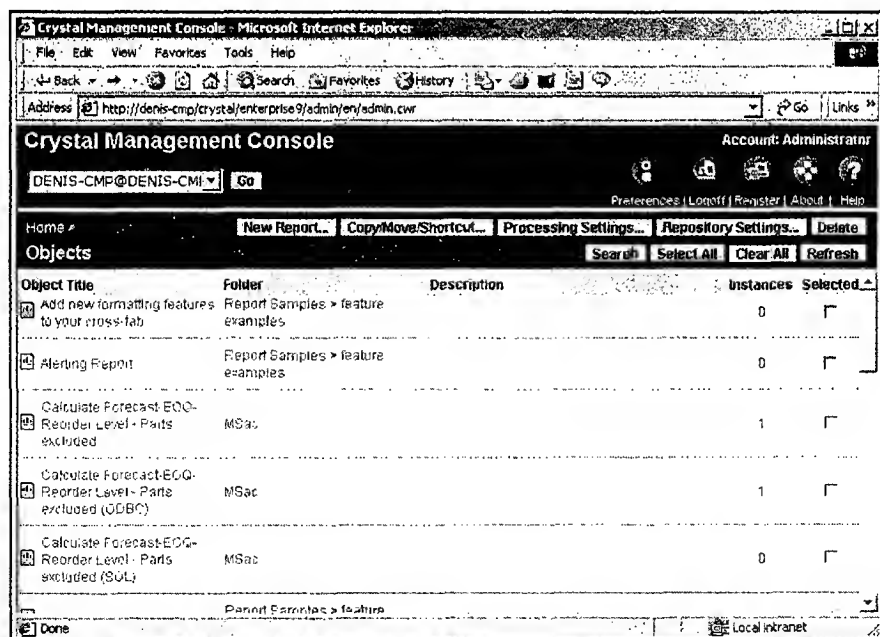 Crystal Management Console - Microsoft Internet Explorer
File Edit View Favorites Tools Help
Back Search Favorites History
Address http://denis-cmp/crystal/enterprise9/admin/en/admin.cwr Go Links »
Crystal Management Console Account: Administrator
DENIS-CMP@DENIS-CM Go
Preferences | Logoff | Register | About | Help
Home New Report... Copy/Move/Shortcut... Processing Settings... Repository Settings... Delete
Objects Search Select All Clear All Refresh
Object Title Folder Description Instances Selected
Add new formatting features Report Samples > feature
to your cross-tab examples 0
Alerting Report Report Samples > feature
examples 0
Calculate Forecast-EOQ-
Reorder Level - Parts MSac 1
excluded
Calculate Forecast-EOQ-
Reorder Level - Parts MSac 1
excluded (ODBC)
Calculate Forecast-EOQ-
Reorder Level - Parts MSac 0
excluded (SQL)
Report Samples > feature
Done Local intranet